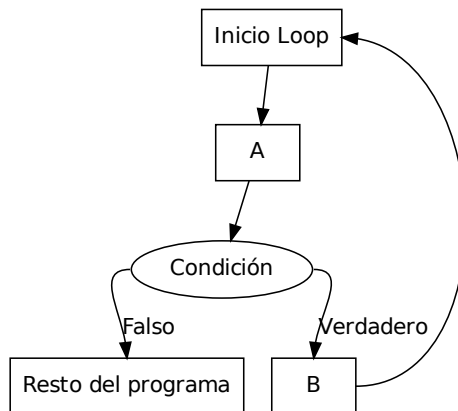 Inicio Loop
A
Condición
Falso
Verdadero
Resto del programa
B